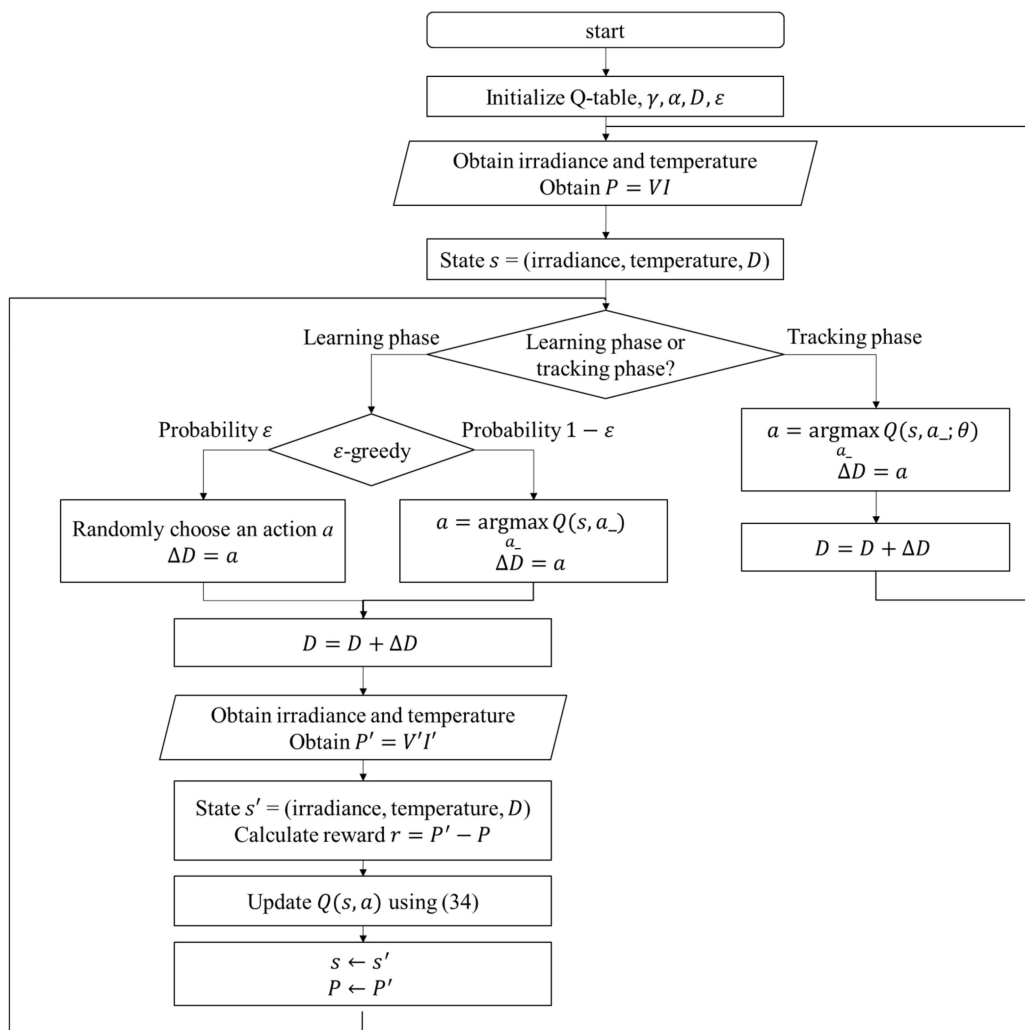 start
Initialize Q-table, γ, α, D, ε
Obtain irradiance and temperature
Obtain P = VI
State s = (irradiance, temperature, D)
Learning phase
Learning phase or
tracking phase?
Tracking phase
Probability ε
ε-greedy
Probability 1 − ε
a = argmax Q(s, a_; θ)
a_
ΔD = a
Randomly choose an action a
ΔD = a
a = argmax Q(s, a_)
a_
ΔD = a
D = D + ΔD
D = D + ΔD
Obtain irradiance and temperature
Obtain P′ = V′I′
State s′ = (irradiance, temperature, D)
Calculate reward r = P′ − P
Update Q(s, a) using (34)
s ← s′
P ← P′